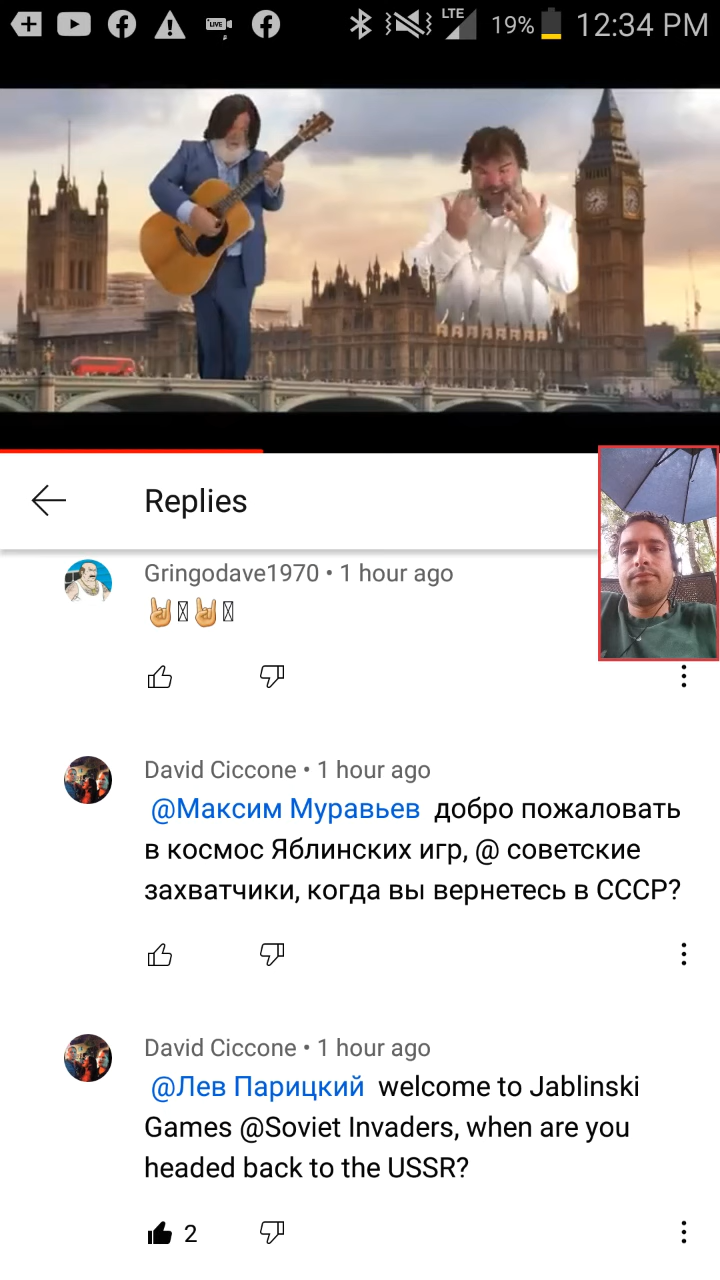 LIVE
LTE
19%
12:34 PM
Replies
Gringodave1970 • 1 hour ago
🤘🤘
David Ciccone • 1 hour ago
@Максим Муравьев добро пожаловать
в космос Яблинских игр, @ советские
захватчики, когда вы вернетесь в СССР?
David Ciccone • 1 hour ago
@Лев Парицкий welcome to Jablinski
Games @Soviet Invaders, when are you
headed back to the USSR?
2